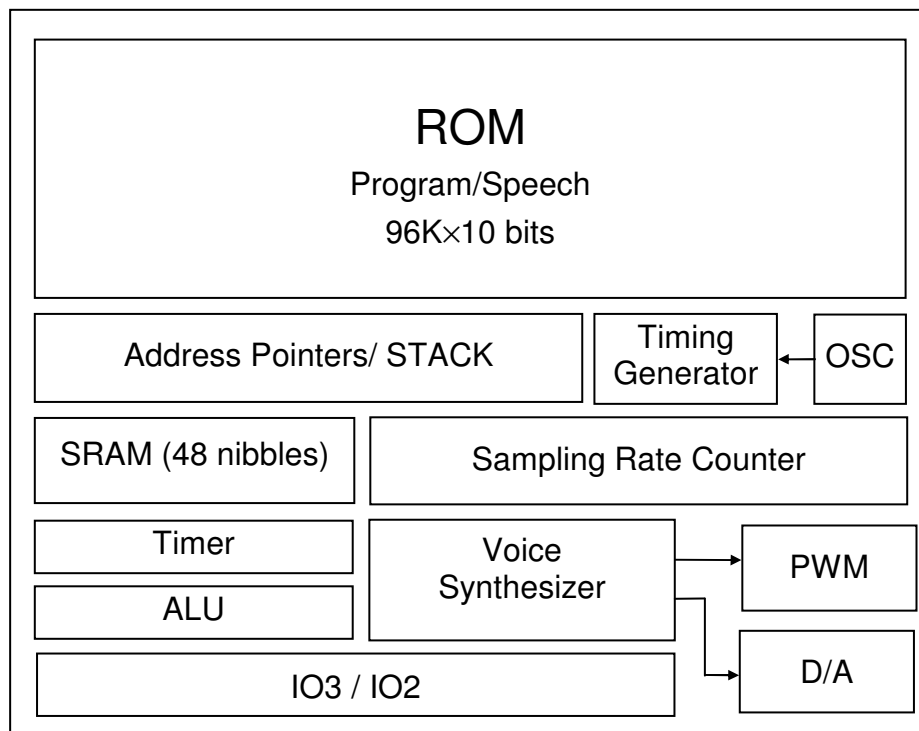 ROM
Program/Speech
96K×10 bits
Address Pointers/ STACK
Timing
Generator
OSC
SRAM (48 nibbles)
Sampling Rate Counter
Timer
Voice
Synthesizer
PWM
ALU
IO3 / IO2
D/A